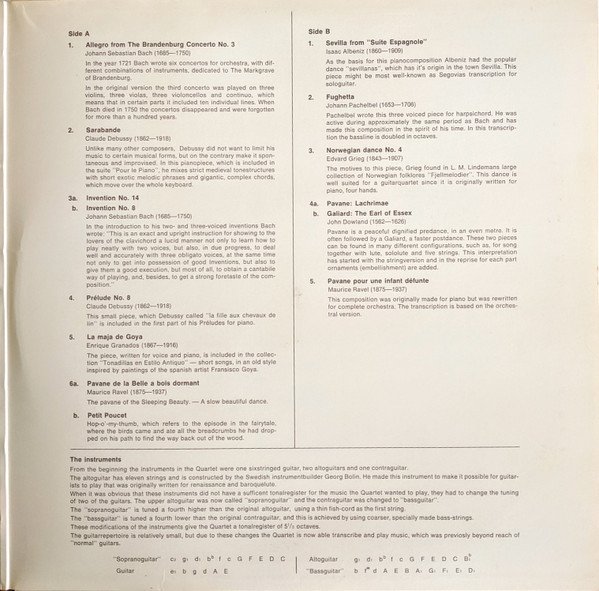 Side A
1. Allegro from The Brandenburg Concerto No. 3
Johann Sebastian Bach (1685—1750)
In the year 1721 Bach wrote six concertos for orchestra, with dif-
ferent combinations of instruments, dedicated to The Markgrave
of Brandenburg.
In the original version the third concerto was played on three
violins, three violas, three violoncellos and continuo, which
means that in certain parts it included ten individual lines. When
Bach died in 1750 the concertos disappeared and were forgotten
for more than a hundred years.
2. Sarabande
Claude Debussy (1862—1918)
Unlike many other composers, Debussy did not want to limit his
music to certain musical forms, but on the contrary make it spon-
taneous and improvised. In this pianopiece, which is included in
the suite "Pour le Piano", he mixes strict medieval tonestructures
with short exotic melodic phrases and gigantic, complex chords,
which move over the whole keyboard.
3a. Invention No. 14
b. Invention No. 8
Johann Sebastian Bach (1685—1750)
In the introduction to his two- and three-voiced inventions Bach
wrote: "This is an exact and upright instruction for showing to the
lovers of the clavichord a lucid manner not only to learn how to
play neatly with two voices, but also, in due progress, to deal
well and accurately with three obligato voices, at the same time
not only to get into possession of good Inventions, but also to
give them a good execution, but most of all, to obtain a cantabile
way of playing, and, besides, to get a strong foretaste of the com-
position."
4. Prélude No. 8
Claude Debussy (1862—1918)
This small piece, which Debussy called "la fille aux chevaux de
lin" is included in the first part of his Préludes for piano.
5. La maja de Goya
Enrique Granados (1867—1916)
The piece, written for voice and piano, is included in the collec-
tion "Tonadillas en Estilo Antiquo" — short songs, in an old style
inspired by paintings of the spanish artist Fransisco Goya.
6a. Pavane de la Belle a bois dormant
Maurice Ravel (1875—1937)
The pavane of the Sleeping Beauty. — A slow beautiful dance.
b. Petit Poucet
Hop-o'-my-thumb, which refers to the episode in the fairytale,
where the birds came and ate all the breadcrumbs he had drop-
ped on his path to find the way back out of the wood.
Side B
1. Sevilla from "Suite Espagnole"
Isaac Albeniz (1860—1909)
As the basis for this pianocomposition Albeniz had the popular
dance "sevillanas", which has it's origin in the town Sevilla. This
piece might be most well-known as Segovias transcription for
sologuitar.
2. Fughetta
Johann Pachelbel (1653—1706)
Pachelbel wrote this three voiced piece for harpsichord. He was
active during approximately the same period as Bach and has
made this composition in the spirit of his time. In this transcrip-
tion the bassline is doubled in octaves.
3. Norwegian dance No. 4
Edvard Grieg (1843—1907)
The motives to this piece, Grieg found in L. M. Lindemans large
collection of Norwegian folklores "Fjellmelodier". This dance is
well suited for a guitarquartet since it is originally written for
piano, four hands.
4a. Pavane: Lachrimae
b. Galiard: The Earl of Essex
John Dowland (1562—1626)
Pavane is a peaceful dignified predance, in an even metre. It is
often followed by a Galiard, a faster postdance. These two pieces
can be found in many different configurations, such as, for song
together with lute, sololute and five strings. This interpretation
has started with the stringversion and in the reprise for each part
ornaments (embellishment) are added.
5. Pavane pour une infant défunte
Maurice Ravel (1875—1937)
This composition was originally made for piano but was rewritten
for complete orchestra. The transcription is based on the orches-
tral version.
The instruments
From the beginning the instruments in the Quartet were one sixstringed guitar, two altoguitars and one contraguitar.
The altoguitar has eleven strings and is constructed by the Swedish instrumentbuilder Georg Bolin. He made this instrument to make it possible for guitar-
ists to play that was originally written for renaissance and baroquelute.
When it was obvious that these instruments did not have a sufficent tonalregister for the music the Quartet wanted to play, they had to change the tuning
of two of the guitars. The upper altoguitar was now called "sopranoguitar" and the contraguitar was changed to "bassguitar".
The "sopranoguitar" is tuned a fourth higher than the original altoguitar, using a thin fish-cord as the first string.
The "bassguitar" is tuned a fourth lower than the original contraguitar, and this is achieved by using coarser, specially made bass-strings.
These modifications of the instruments give the Quartet a tonalregister of 5½ octaves.
The guitarrepertoire is relatively small, but due to these changes the Quartet is now able transcribe and play music, which was previously beyond reach of
"normal" guitars.
"Sopranoguitar" c₂ g₁ d₁ b♭ f c G F E D C
Guitar e₁ b g d A E
Altoguitar g₁ d₁ b♭ f c G F E D C B₁♭
"Bassguitar" b f♯ d A E B A₁ G₁ F₁ E₁ D₁